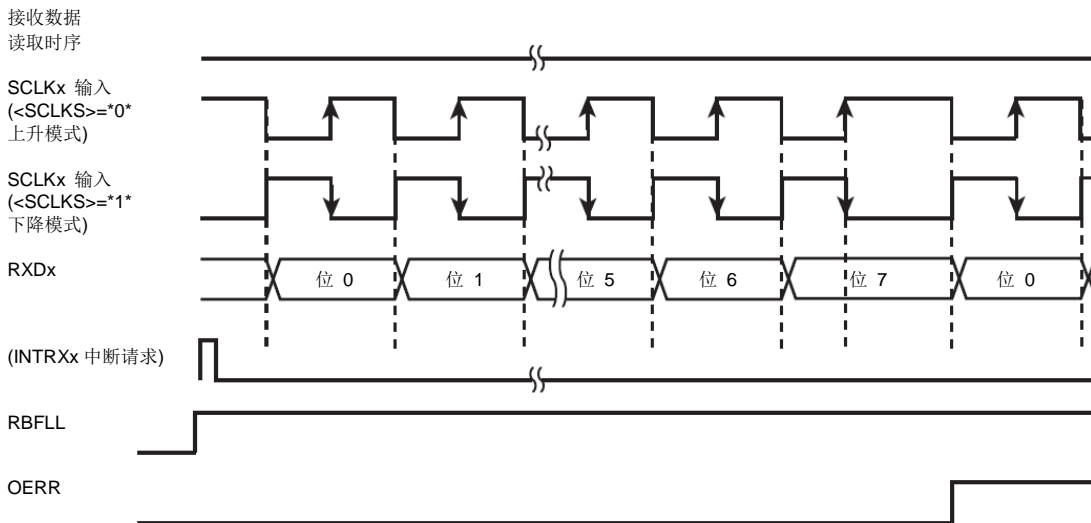 接收数据
读取时序
SCLKx 输入
(<SCLKS>=*0*
上升模式)
SCLKx 输入
(<SCLKS>=*1*
下降模式)
RXDx
位 0
位 1
位 5
位 6
位 7
位 0
(INTRXx 中断请求)
RBFLL
OERR